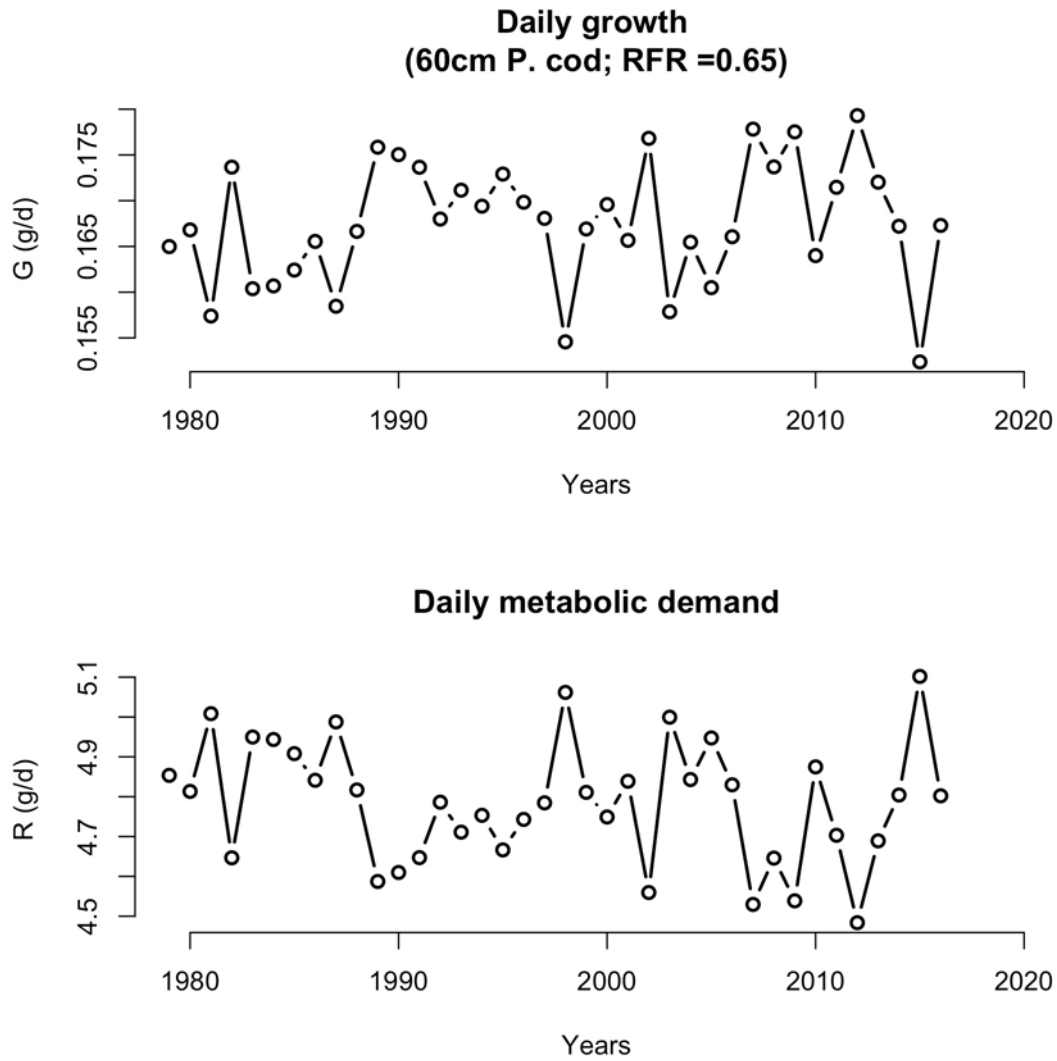 Daily growth
(60cm P. cod; RFR =0.65)
G (g/d)
0.175
0.165
0.155
1980 1990 2000 2010 2020
Years
Daily metabolic demand
R (g/d)
5.1
4.9
4.7
4.5
1980 1990 2000 2010 2020
Years